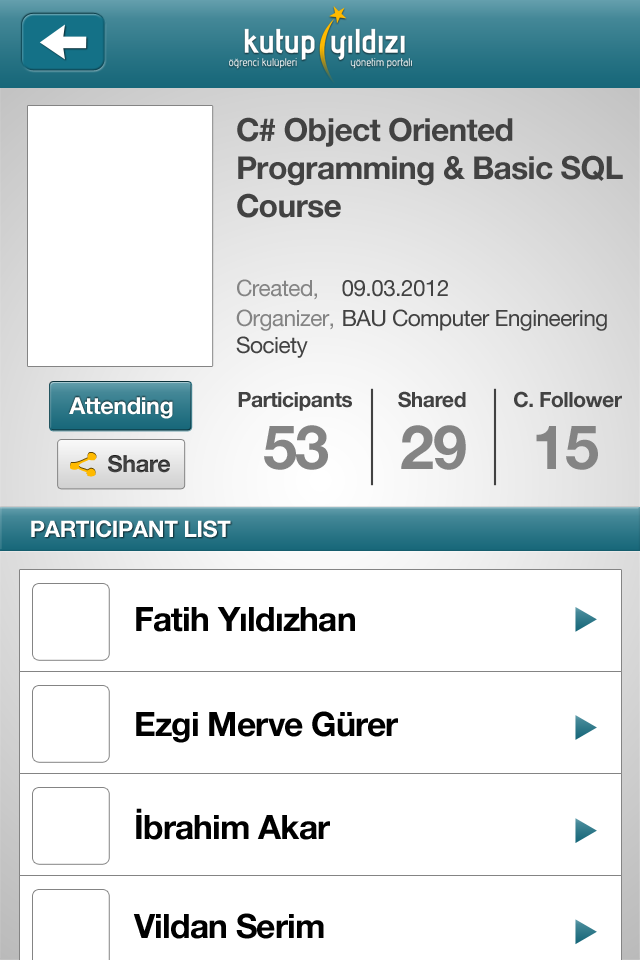 kutup yıldızı
öğrenci kulüpleri yönetim portalı
C# Object Oriented
Programming & Basic SQL
Course
Created, 09.03.2012
Organizer, BAU Computer Engineering
Society
Attending
Share
Participants Shared C. Follower
53 29 15
PARTICIPANT LIST
Fatih Yıldızhan
Ezgi Merve Gürer
İbrahim Akar
Vildan Serim